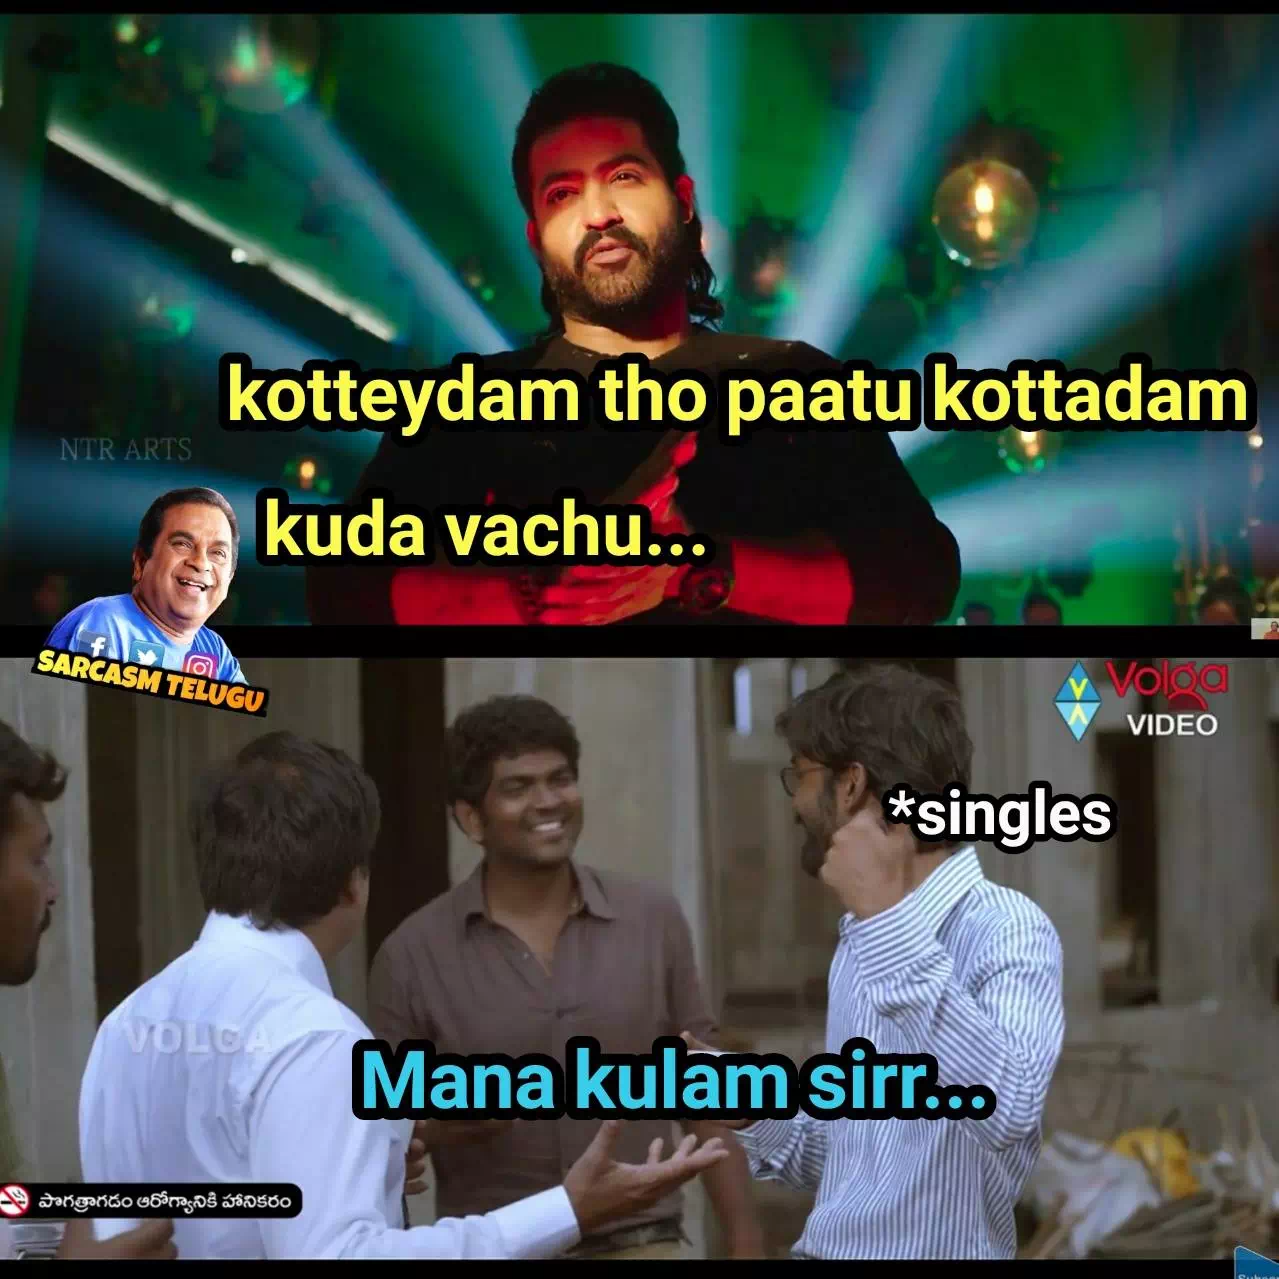 kotteydam tho paatu kottadam
NTR ARTS
kuda vachu...
SARCASM TELUGU
Volga
VIDEO
*singles
VOLGA
Mana kulam sirr...
పొగత్రాగడం ఆరోగ్యానికి హానికరం